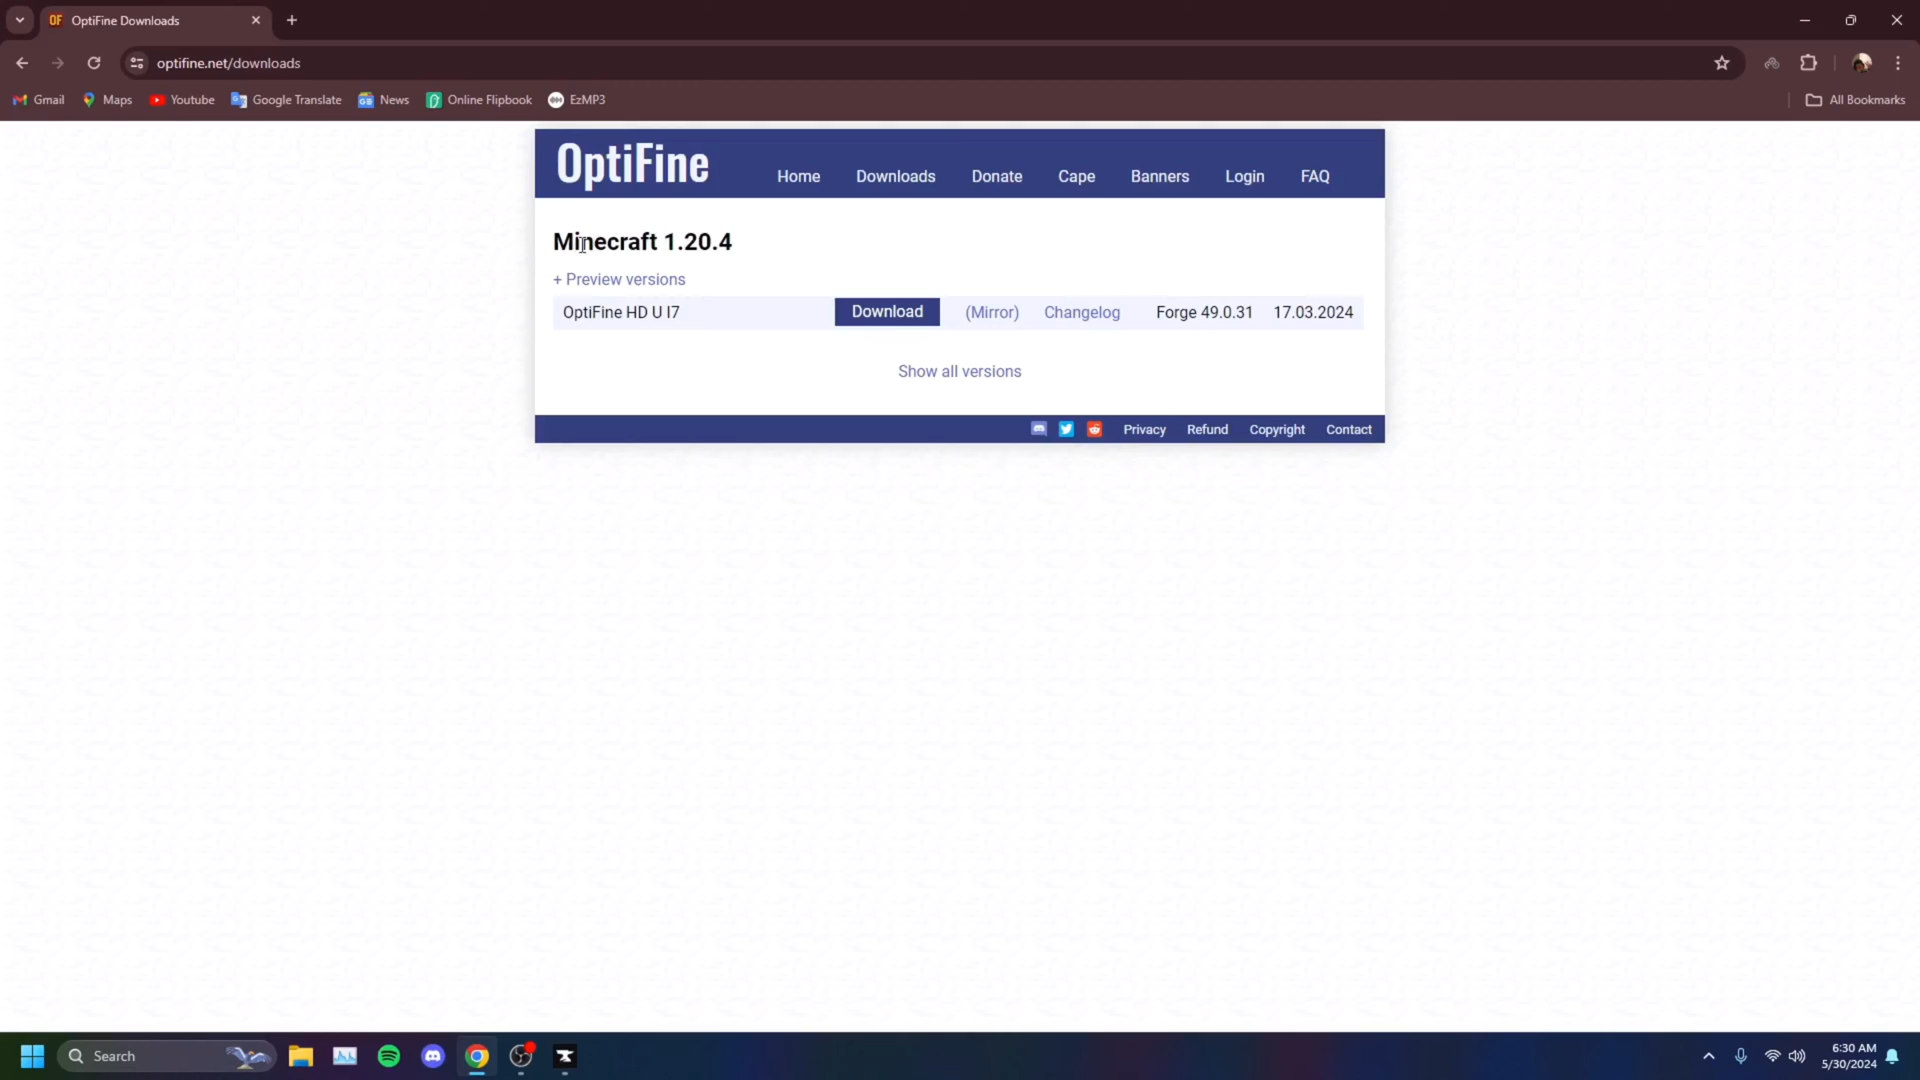 OptiFine Downloads
optifine.net/downloads
Gmail Maps Youtube Google Translate News Online Flipbook EzMP3 All Bookmarks
OptiFine Home Downloads Donate Cape Banners Login FAQ
Minecraft 1.20.4
+ Preview versions
OptiFine HD U I7 Download (Mirror) Changelog Forge 49.0.31 17.03.2024
Show all versions
Privacy Refund Copyright Contact
Search
6:30 AM
5/30/2024